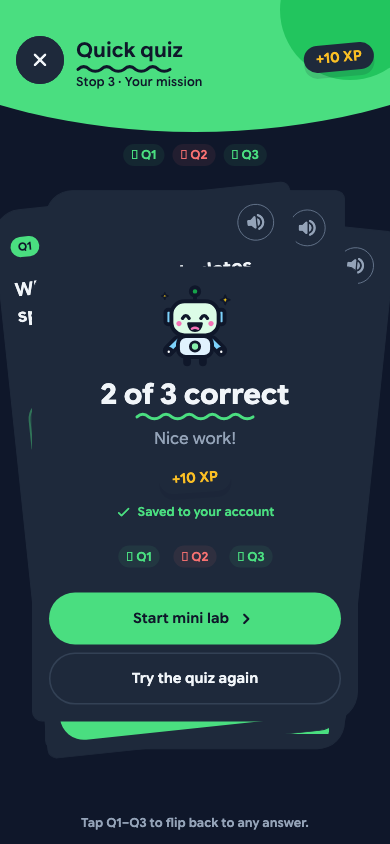 Quick quiz
Stop 3 · Your mission
+10 XP
Q1
Q2
Q3
Q1
2 of 3 correct
Nice work!
+10 XP
Saved to your account
Q1
Q2
Q3
Start mini lab
Try the quiz again
Tap Q1–Q3 to flip back to any answer.